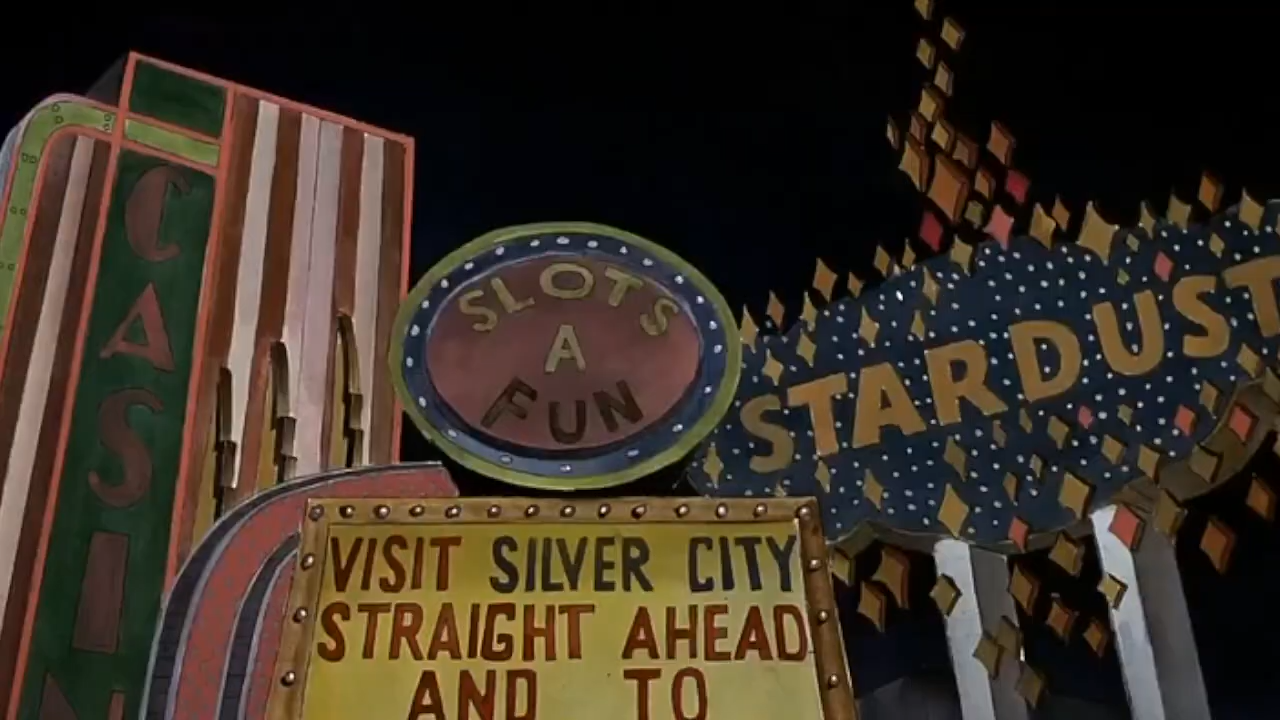 CASIN
SLOTS
A
FUN
STARDUST
VISIT SILVER CITY
STRAIGHT AHEAD
AND TO